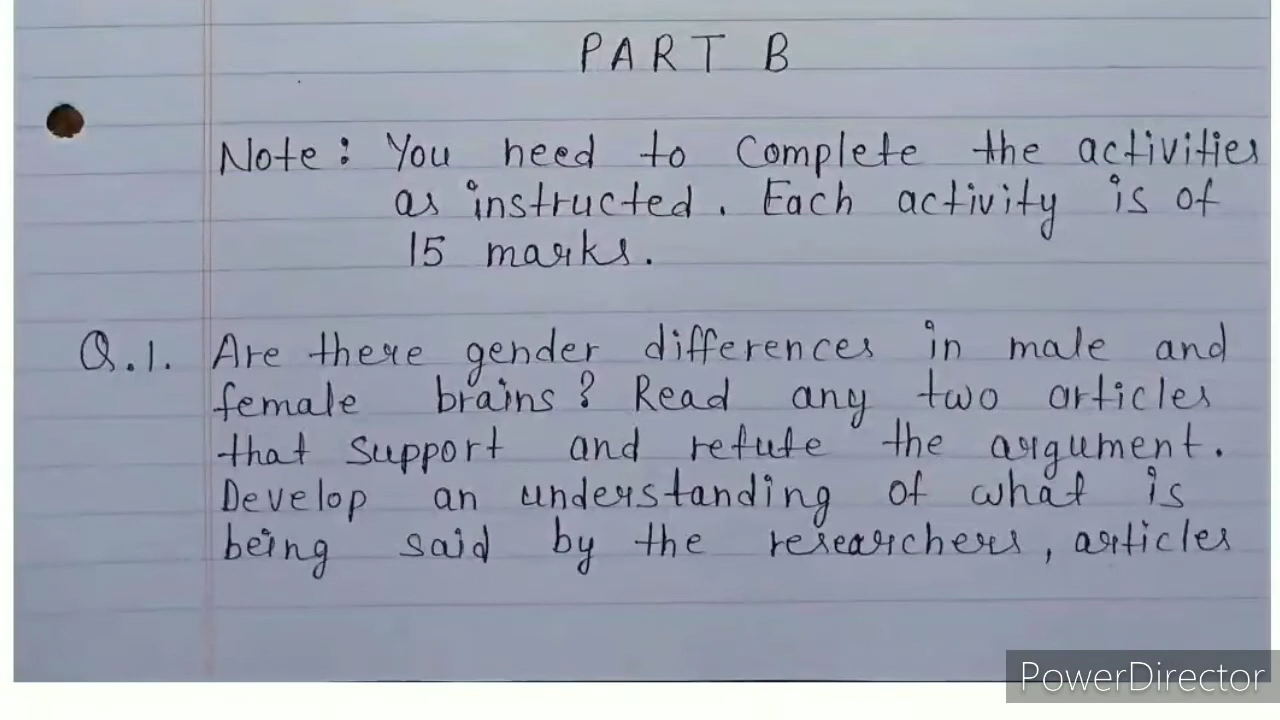 PART B
Note: You need to complete the activities
as instructed. Each activity is of
15 marks.
Q.1. Are there gender differences in male and
female brains? Read any two articles
that support and refute the argument.
Develop an understanding of what is
being said by the researchers, articles
PowerDirector